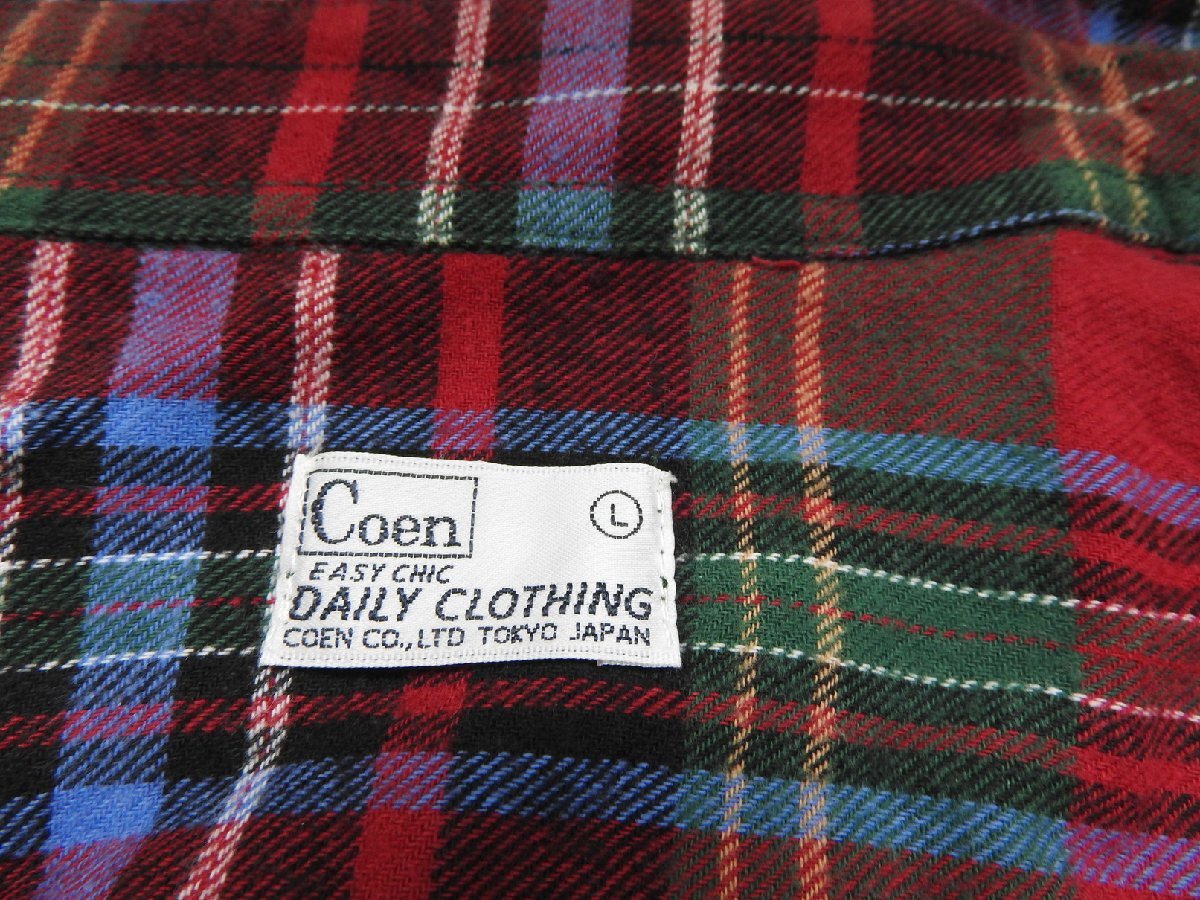 Coen L
EASY CHIC
DAILY CLOTHING
COEN CO., LTD TOKYO JAPAN